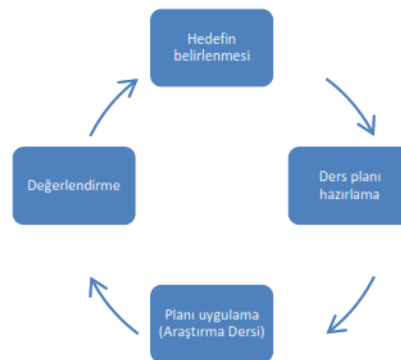 Hedefin
belirlenmesi
Ders planı
hazırlama
Planı uygulama
(Araştırma Dersi)
Değerlendirme